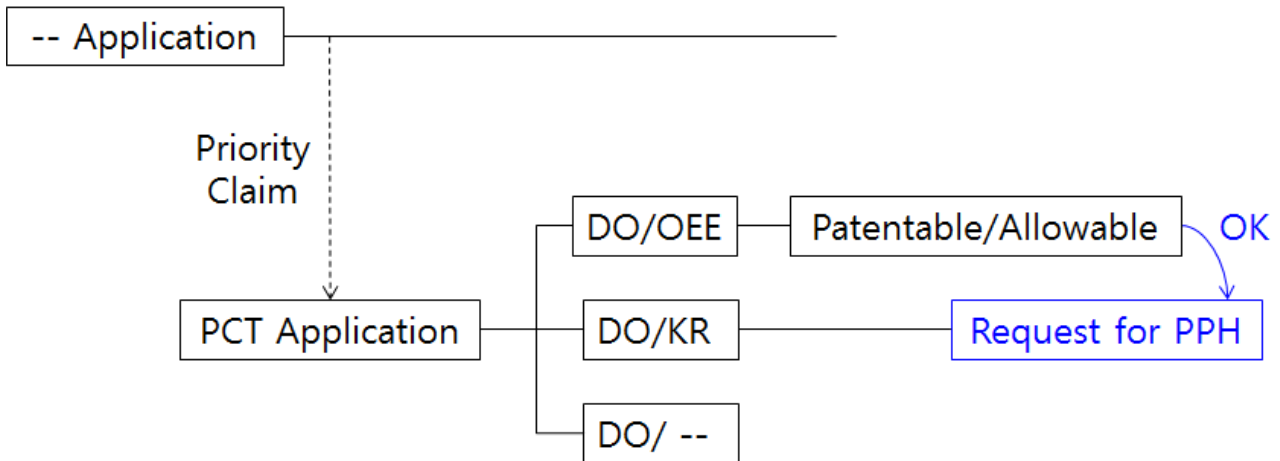 -- Application
Priority
Claim
DO/OEE
Patentable/Allowable
OK
PCT Application
DO/KR
Request for PPH
DO/ --